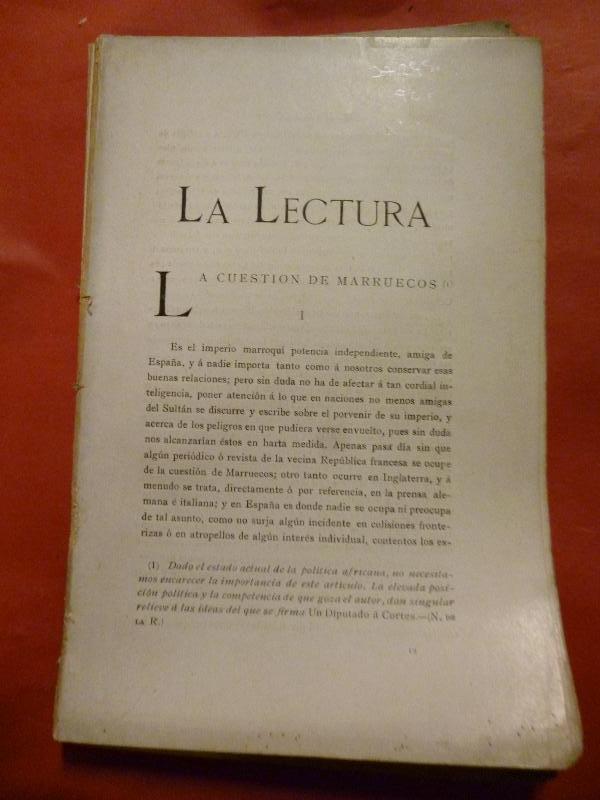 LA LECTURA
LA CUESTION DE MARRUECOS (1)
I
Es el imperio marroquí potencia independiente, amiga de
España, y á nadie importa tanto como á nosotros conservar esas
buenas relaciones; pero sin duda no ha de afectar á tan cordial in-
teligencia, poner atención á lo que en naciones no menos amigas
del Sultán se discurre y escribe sobre el porvenir de su imperio, y
acerca de los peligros en que pudiera verse envuelto, pues sin duda
nos alcanzarían éstos en harta medida. Apenas pasa día sin que
algún periódico ó revista de la vecina República francesa se ocupe
de la cuestión de Marruecos; otro tanto ocurre en Inglaterra, y á
menudo se trata, directamente ó por referencia, en la prensa ale-
mana é italiana; y en España es donde nadie se ocupa ni preocupa
de tal asunto, como no surja algún incidente en colisiones fronte-
rizas ó en atropellos de algún interés individual, contentos los ex-
(1) Dado el estado actual de la política africana, no necesita-
mos encarecer la importancia de este artículo. La elevada posi-
ción política y la competencia de que goza el autor, dan singular
relieve á las ideas del que se firma Un Diputado á Cortes.—(N. DE
LA R.)